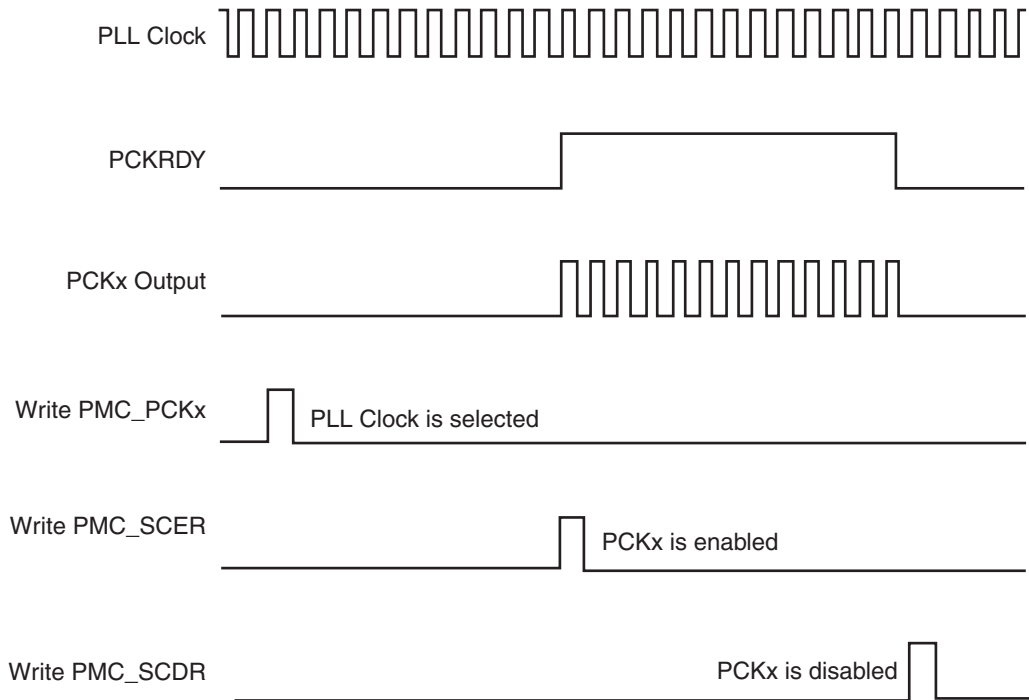 PLL Clock
PCKRDY
PCKx Output
Write PMC_PCKx
PLL Clock is selected
Write PMC_SCER
PCKx is enabled
Write PMC_SCDR
PCKx is disabled